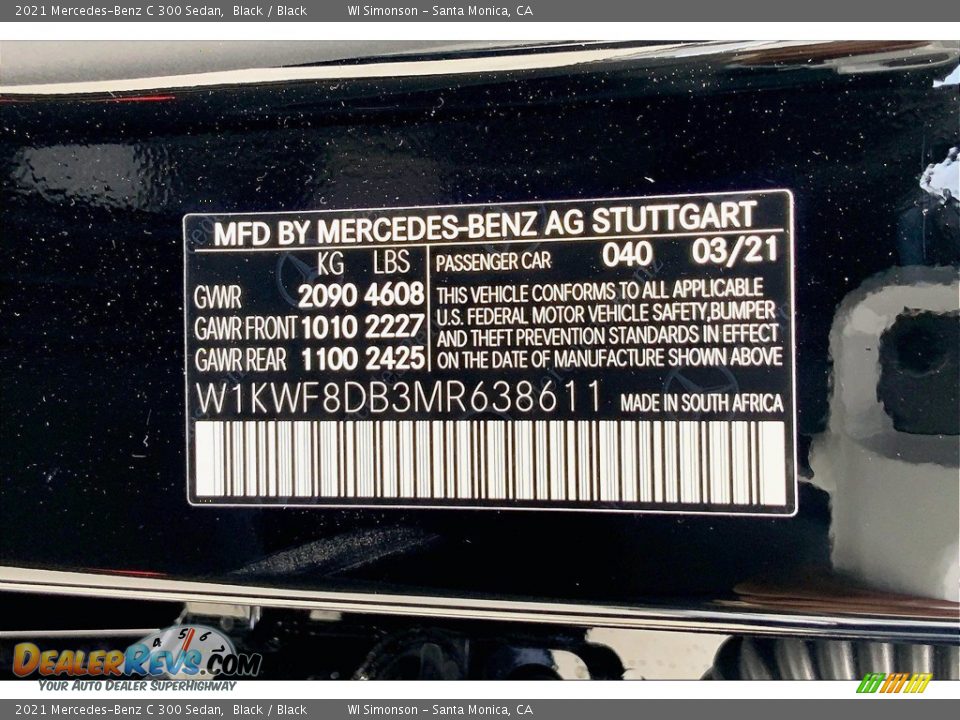 2021 Mercedes-Benz C 300 Sedan, Black / Black WI Simonson - Santa Monica, CA
MFD BY MERCEDES-BENZ AG STUTTGART
KG LBS
GVWR 2090 4608
GAWR FRONT 1010 2227
GAWR REAR 1100 2425
PASSENGER CAR 040 03/21
THIS VEHICLE CONFORMS TO ALL APPLICABLE
U.S. FEDERAL MOTOR VEHICLE SAFETY,BUMPER
AND THEFT PREVENTION STANDARDS IN EFFECT
ON THE DATE OF MANUFACTURE SHOWN ABOVE
W1KWF8DB3MR638611 MADE IN SOUTH AFRICA
4 5 6
DEALERREVS.COM
YOUR AUTO DEALER SUPERHIGHWAY
2021 Mercedes-Benz C 300 Sedan, Black / Black WI Simonson - Santa Monica, CA